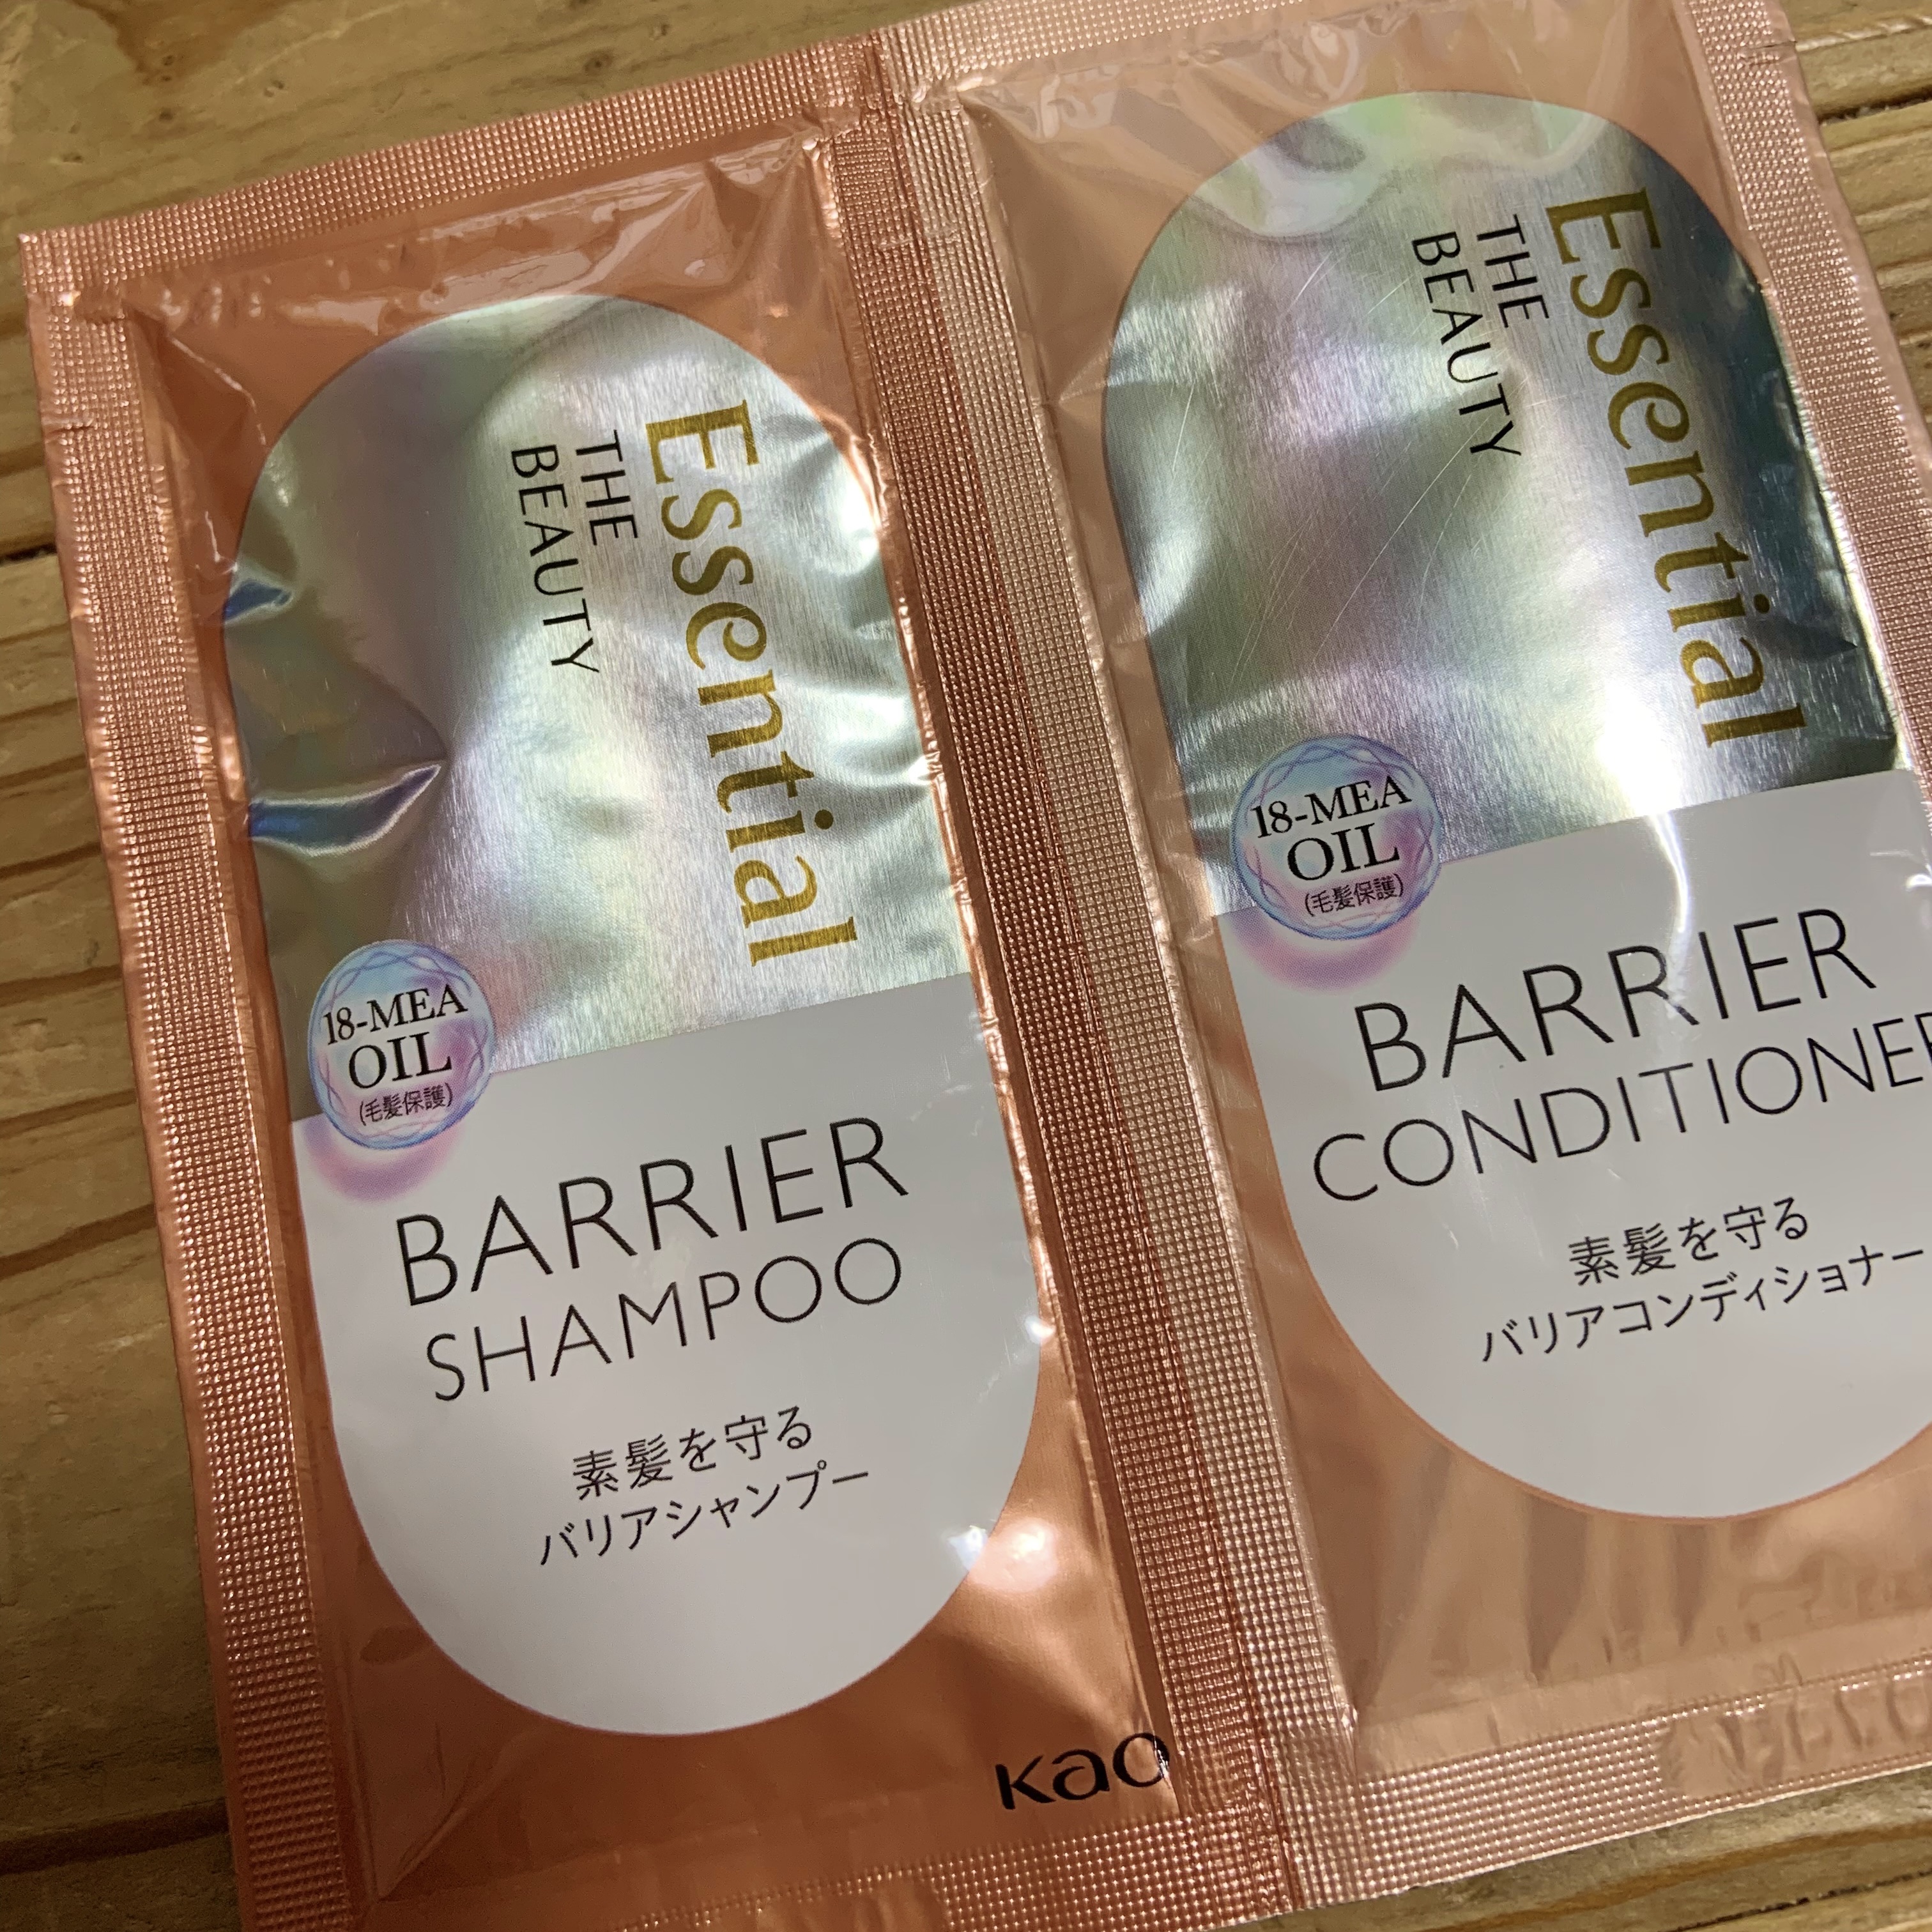 Essential
THE
BEAUTY
18-MEA
OIL
(毛髪保護)
BARRIER
SHAMPOO
素髪を守る
バリアシャンプー
Kao
Essential
THE
BEAUTY
18-MEA
OIL
(毛髪保護)
BARRIER
CONDITIONER
素髪を守る
バリアコンディショナー